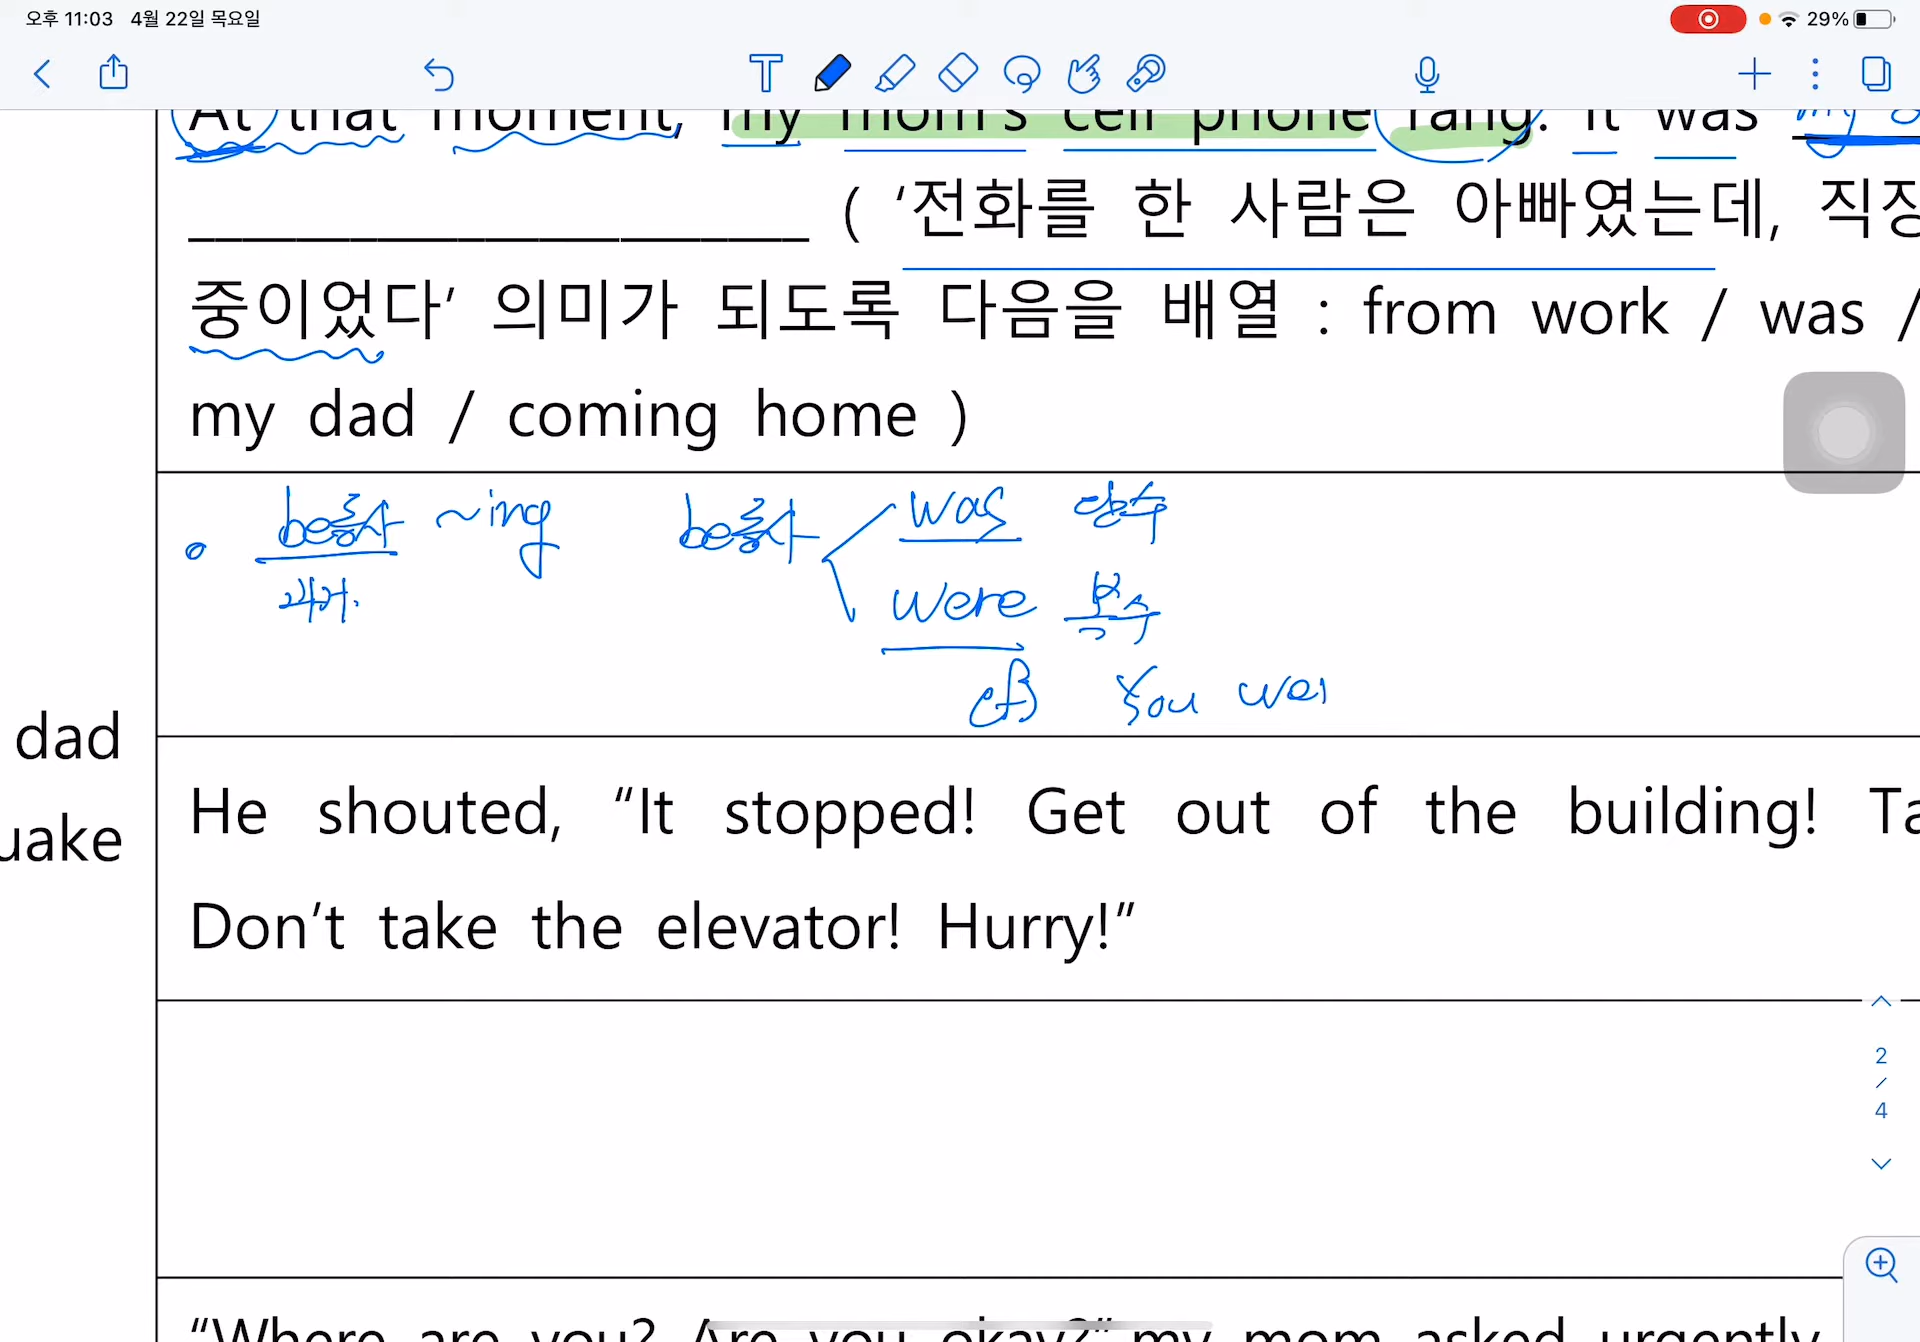 오후 11:03 4월 22일 목요일
29%
At that moment, my mom's cell phone rang. It was my
( '전화를 한 사람은 아빠였는데, 직장
중이었다' 의미가 되도록 다음을 배열 : from work / was /
my dad / coming home )
be동사 ~ing be동사 was 단수
과거. were 복수
cf) You wer
dad
He shouted, “It stopped! Get out of the building! Ta
uake
Don't take the elevator! Hurry!”
2
/
4
“Where are you? Are you okay?” my mom asked urgently